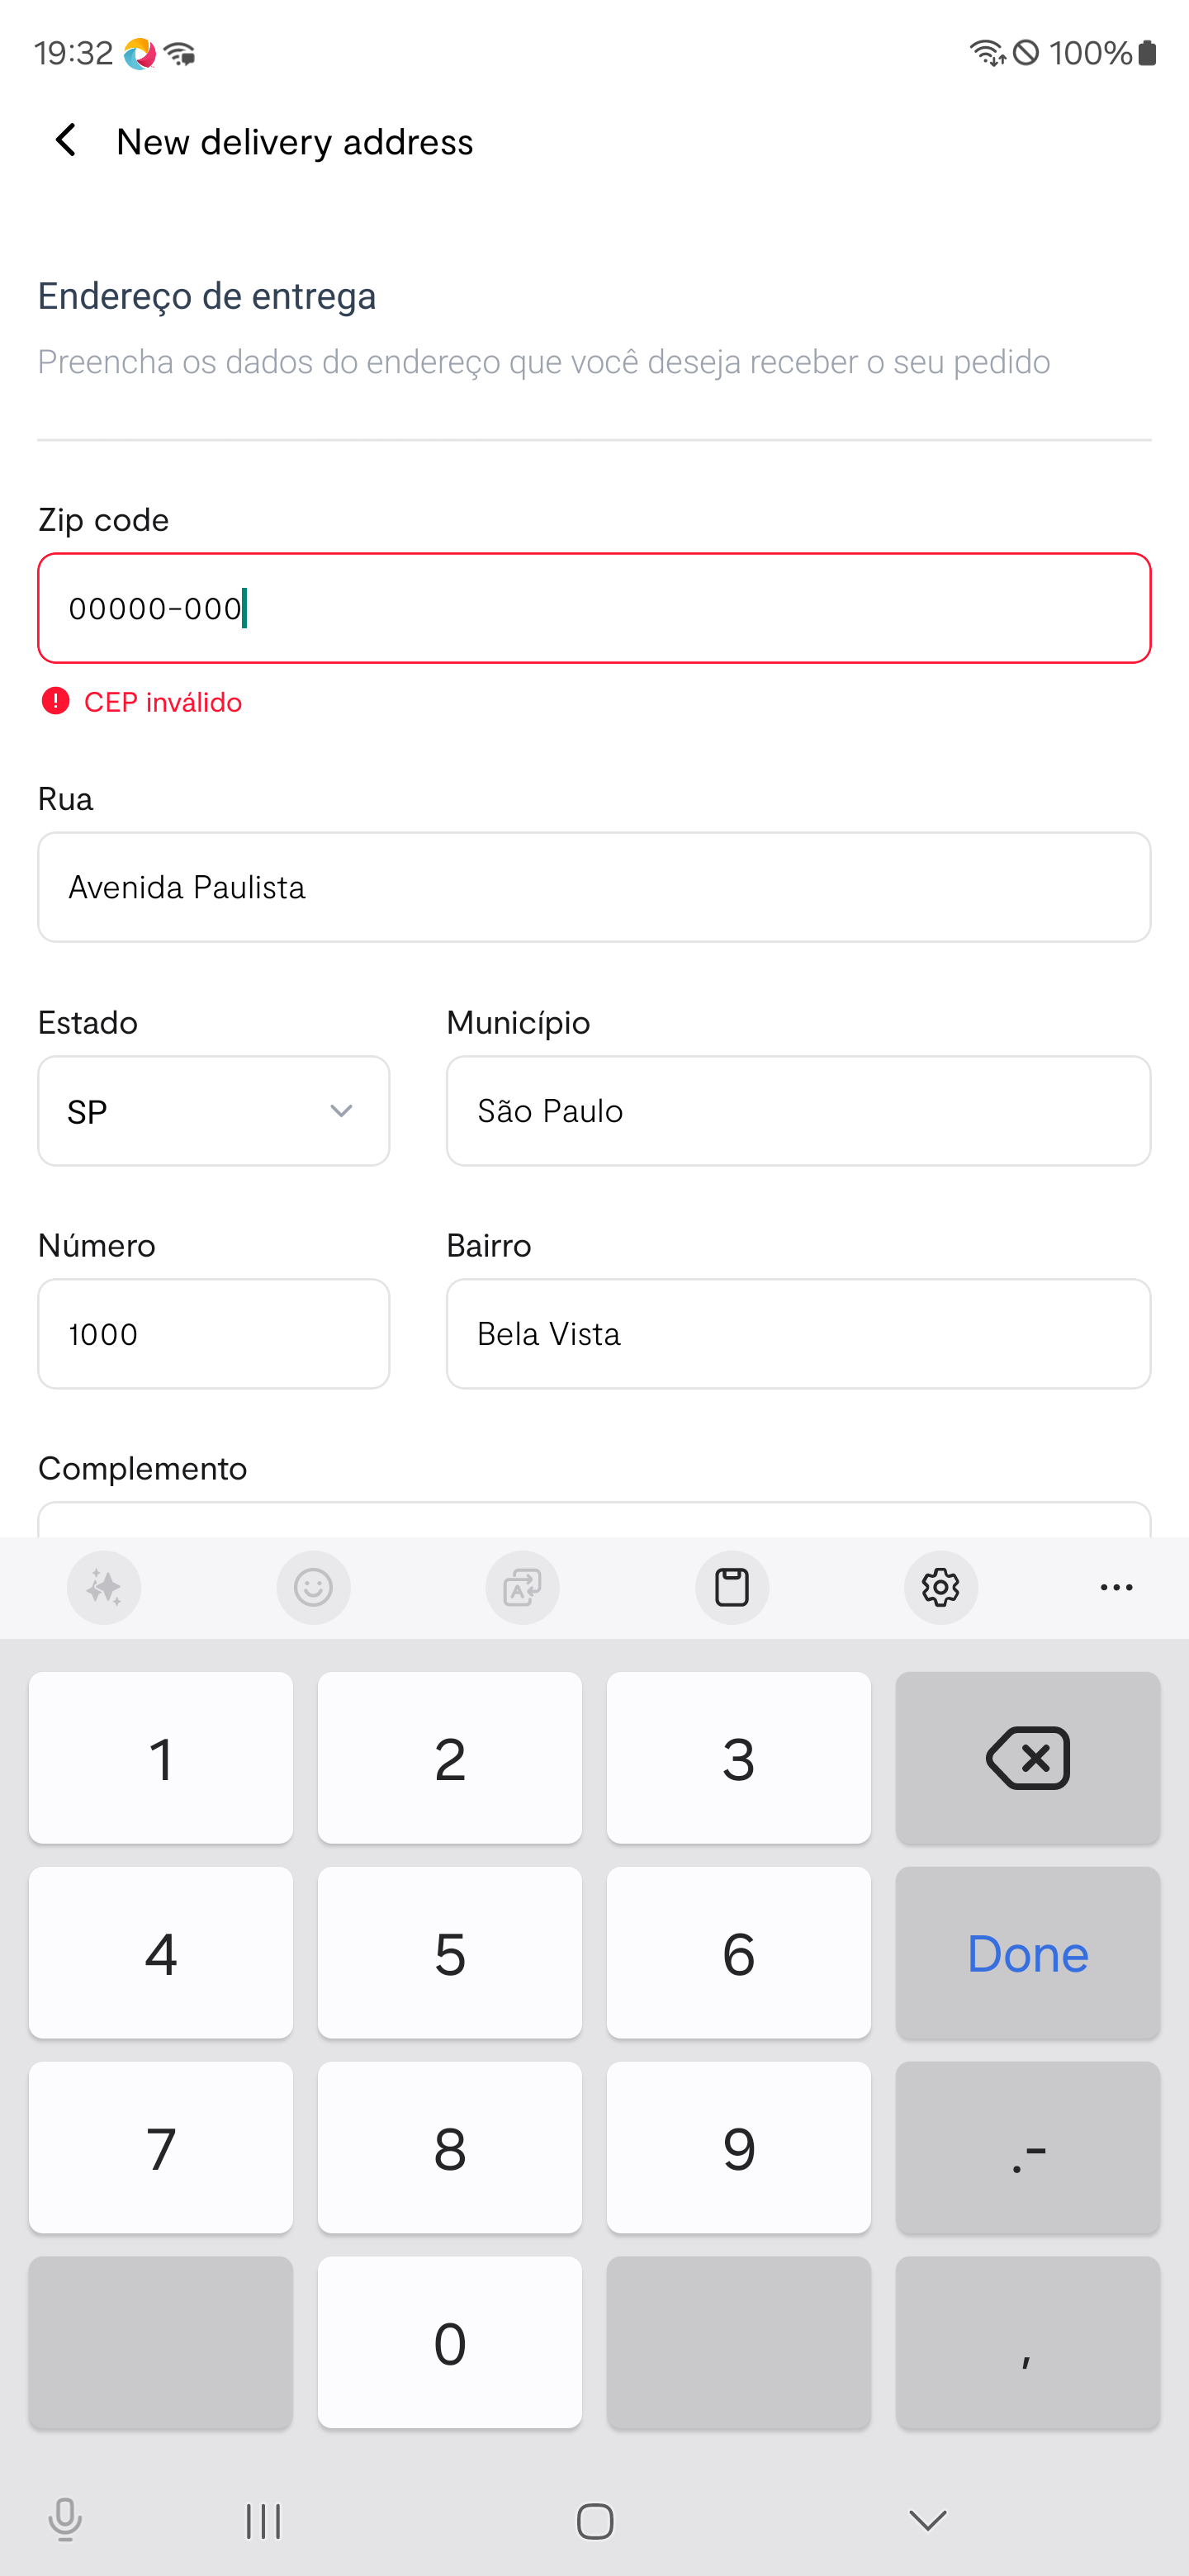 19:32
100%
New delivery address
Endereço de entrega
Preencha os dados do endereço que você deseja receber o seu pedido
Zip code
00000-000
CEP inválido
Rua
Avenida Paulista
Estado
Município
SP
São Paulo
Número
Bairro
1000
Bela Vista
Complemento
1 2 3
4 5 6 Done
7 8 9 .-
0 ,